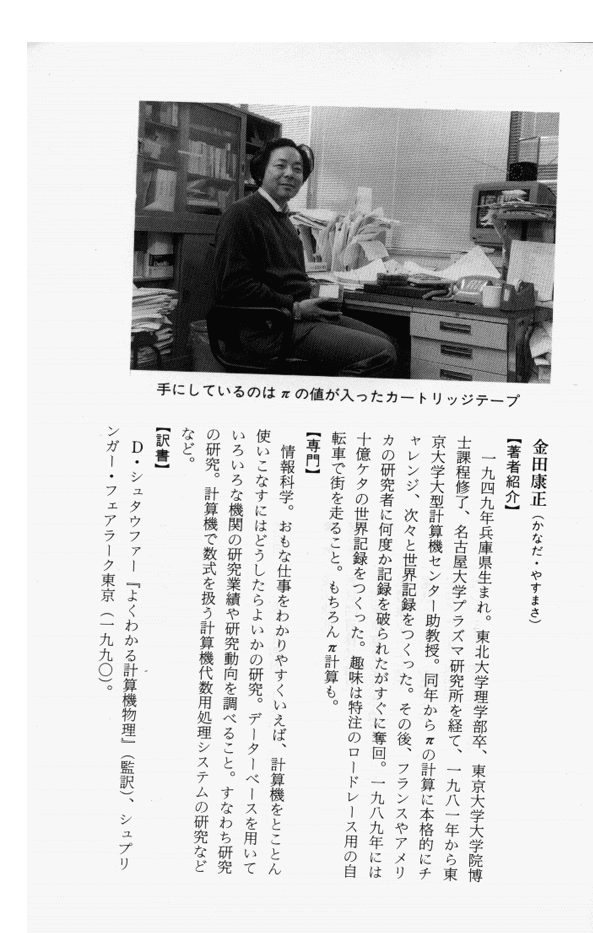 手にしているのはπの値が入ったカートリッジテープ
金田康正（かなだ・やすまさ）
【著者紹介】
一九四九年兵庫県生まれ。東北大学理学部卒、東京大学大学院博
士課程修了、名古屋大学プラズマ研究所を経て、一九八一年から東
京大学大型計算機センター助教授。同年からπの計算に本格的にチ
ャレンジ、次々と世界記録をつくった。その後、フランスやアメリ
カの研究者に何度か記録を破られたがすぐに奪回。一九八九年には
十億ケタの世界記録をつくった。趣味は特注のロードレース用の自
転車で街を走ること。もちろんπ計算も。
【専門】
情報科学。おもな仕事をわかりやすくいえば、計算機をとことん
使いこなすにはどうしたらよいかの研究。データーベースを用いて
いろいろな機関の研究業績や研究動向を調べること。すなわち研究
の研究。計算機で数式を扱う計算機代数用処理システムの研究など
など。
【訳書】
D・シュタウファー『よくわかる計算機物理』（監訳）、シュプリ
ンガー・フェアラーク東京（一九九〇）。